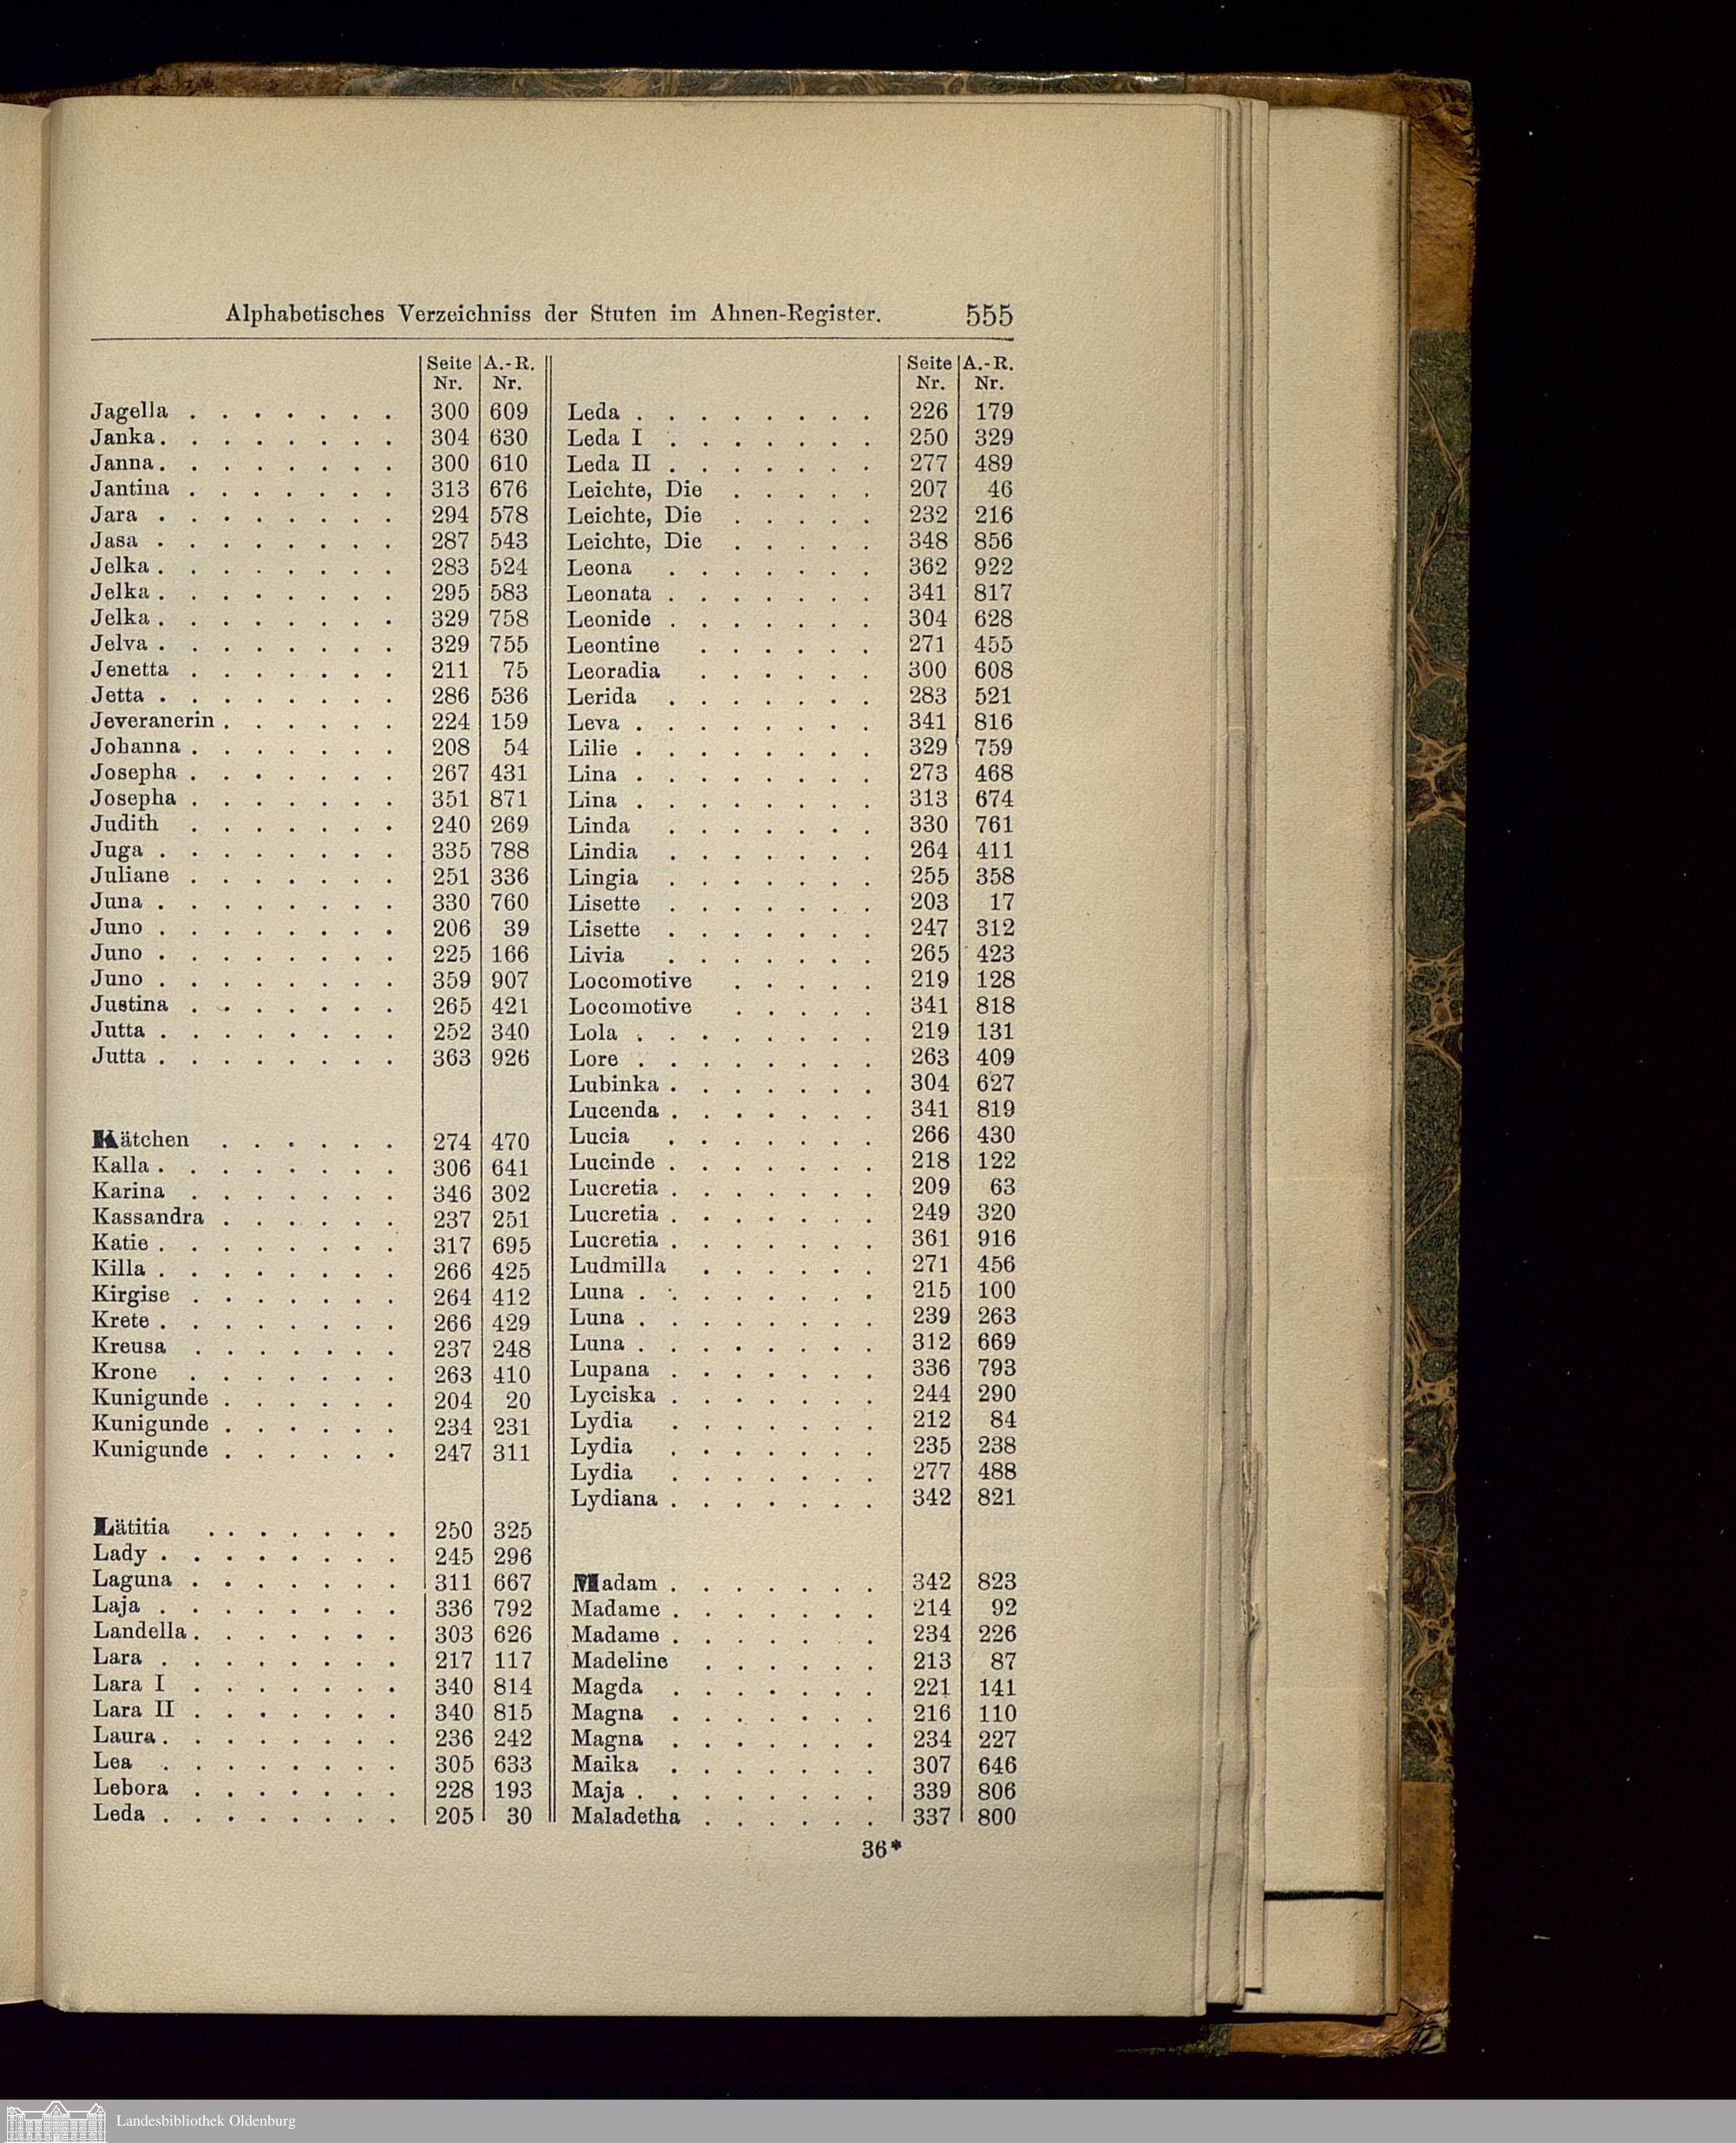 Alphabetisches Verzeichniss der Stuten im Ahnen-Register. 555
Seite A.-R.
Nr. Nr.
Jagella . . . . . . . 300 609
Janka . . . . . . . . 304 630
Janna . . . . . . . . 300 610
Jantina . . . . . . . 313 676
Jara . . . . . . . . 294 578
Jasa . . . . . . . . 287 543
Jelka . . . . . . . . 283 524
Jelka . . . . . . . . 295 583
Jelka . . . . . . . . 329 758
Jelva . . . . . . . . 329 755
Jenetta . . . . . . . 211 75
Jetta . . . . . . . . 286 536
Jeveranerin . . . . . . 224 159
Johanna . . . . . . . 208 54
Josepha . . . . . . . 267 431
Josepha . . . . . . . 351 871
Judith . . . . . . . 240 269
Juga . . . . . . . . 335 788
Juliane . . . . . . . 251 336
Juna . . . . . . . . 330 760
Juno . . . . . . . . 206 39
Juno . . . . . . . . 225 166
Juno . . . . . . . . 359 907
Justina . . . . . . . 265 421
Jutta . . . . . . . . 252 340
Jutta . . . . . . . . 363 926
Kätchen . . . . . . 274 470
Kalla . . . . . . . . 306 641
Karina . . . . . . . 346 302
Kassandra . . . . . . 237 251
Katie . . . . . . . . 317 695
Killa . . . . . . . . 266 425
Kirgise . . . . . . . 264 412
Krete . . . . . . . . 266 429
Kreusa . . . . . . . 237 248
Krone . . . . . . . 263 410
Kunigunde . . . . . . 204 20
Kunigunde . . . . . . 234 231
Kunigunde . . . . . . 247 311
Lätitia . . . . . . . 250 325
Lady . . . . . . . . 245 296
Laguna . . . . . . . 311 667
Laja . . . . . . . . 336 792
Landella . . . . . . . 303 626
Lara . . . . . . . . 217 117
Lara I . . . . . . . 340 814
Lara II . . . . . . . 340 815
Laura . . . . . . . . 236 242
Lea . . . . . . . . 305 633
Lebora . . . . . . . 228 193
Leda . . . . . . . . 205 30
Seite A.-R.
Nr. Nr.
Leda . . . . . . . . 226 179
Leda I . . . . . . . 250 329
Leda II . . . . . . . 277 489
Leichte, Die . . . . . 207 46
Leichte, Die . . . . . 232 216
Leichte, Die . . . . . 348 856
Leona . . . . . . . 362 922
Leonata . . . . . . . 341 817
Leonide . . . . . . . 304 628
Leontine . . . . . . 271 455
Leoradia . . . . . . 300 608
Lerida . . . . . . . 283 521
Leva . . . . . . . . 341 816
Lilie . . . . . . . . 329 759
Lina . . . . . . . . 273 468
Lina . . . . . . . . 313 674
Linda . . . . . . . 330 761
Lindia . . . . . . . 264 411
Lingia . . . . . . . 255 358
Lisette . . . . . . . 203 17
Lisette . . . . . . . 247 312
Livia . . . . . . . 265 423
Locomotive . . . . . 219 128
Locomotive . . . . . 341 818
Lola . . . . . . . . 219 131
Lore . . . . . . . . 263 409
Lubinka . . . . . . . 304 627
Lucenda . . . . . . . 341 819
Lucia . . . . . . . 266 430
Lucinde . . . . . . . 218 122
Lucretia . . . . . . . 209 63
Lucretia . . . . . . . 249 320
Lucretia . . . . . . . 361 916
Ludmilla . . . . . . 271 456
Luna . . . . . . . . 215 100
Luna . . . . . . . . 239 263
Luna . . . . . . . . 312 669
Lupana . . . . . . . 336 793
Lyciska . . . . . . . 244 290
Lydia . . . . . . . 212 84
Lydia . . . . . . . 235 238
Lydia . . . . . . . 277 488
Lydiana . . . . . . . 342 821
Madam . . . . . . . 342 823
Madame . . . . . . . 214 92
Madame . . . . . . . 234 226
Madeline . . . . . . 213 87
Magda . . . . . . . 221 141
Magna . . . . . . . 216 110
Magna . . . . . . . 234 227
Maika . . . . . . . 307 646
Maja . . . . . . . . 339 806
Maladetha . . . . . . 337 800
36*
Landesbibliothek Oldenburg